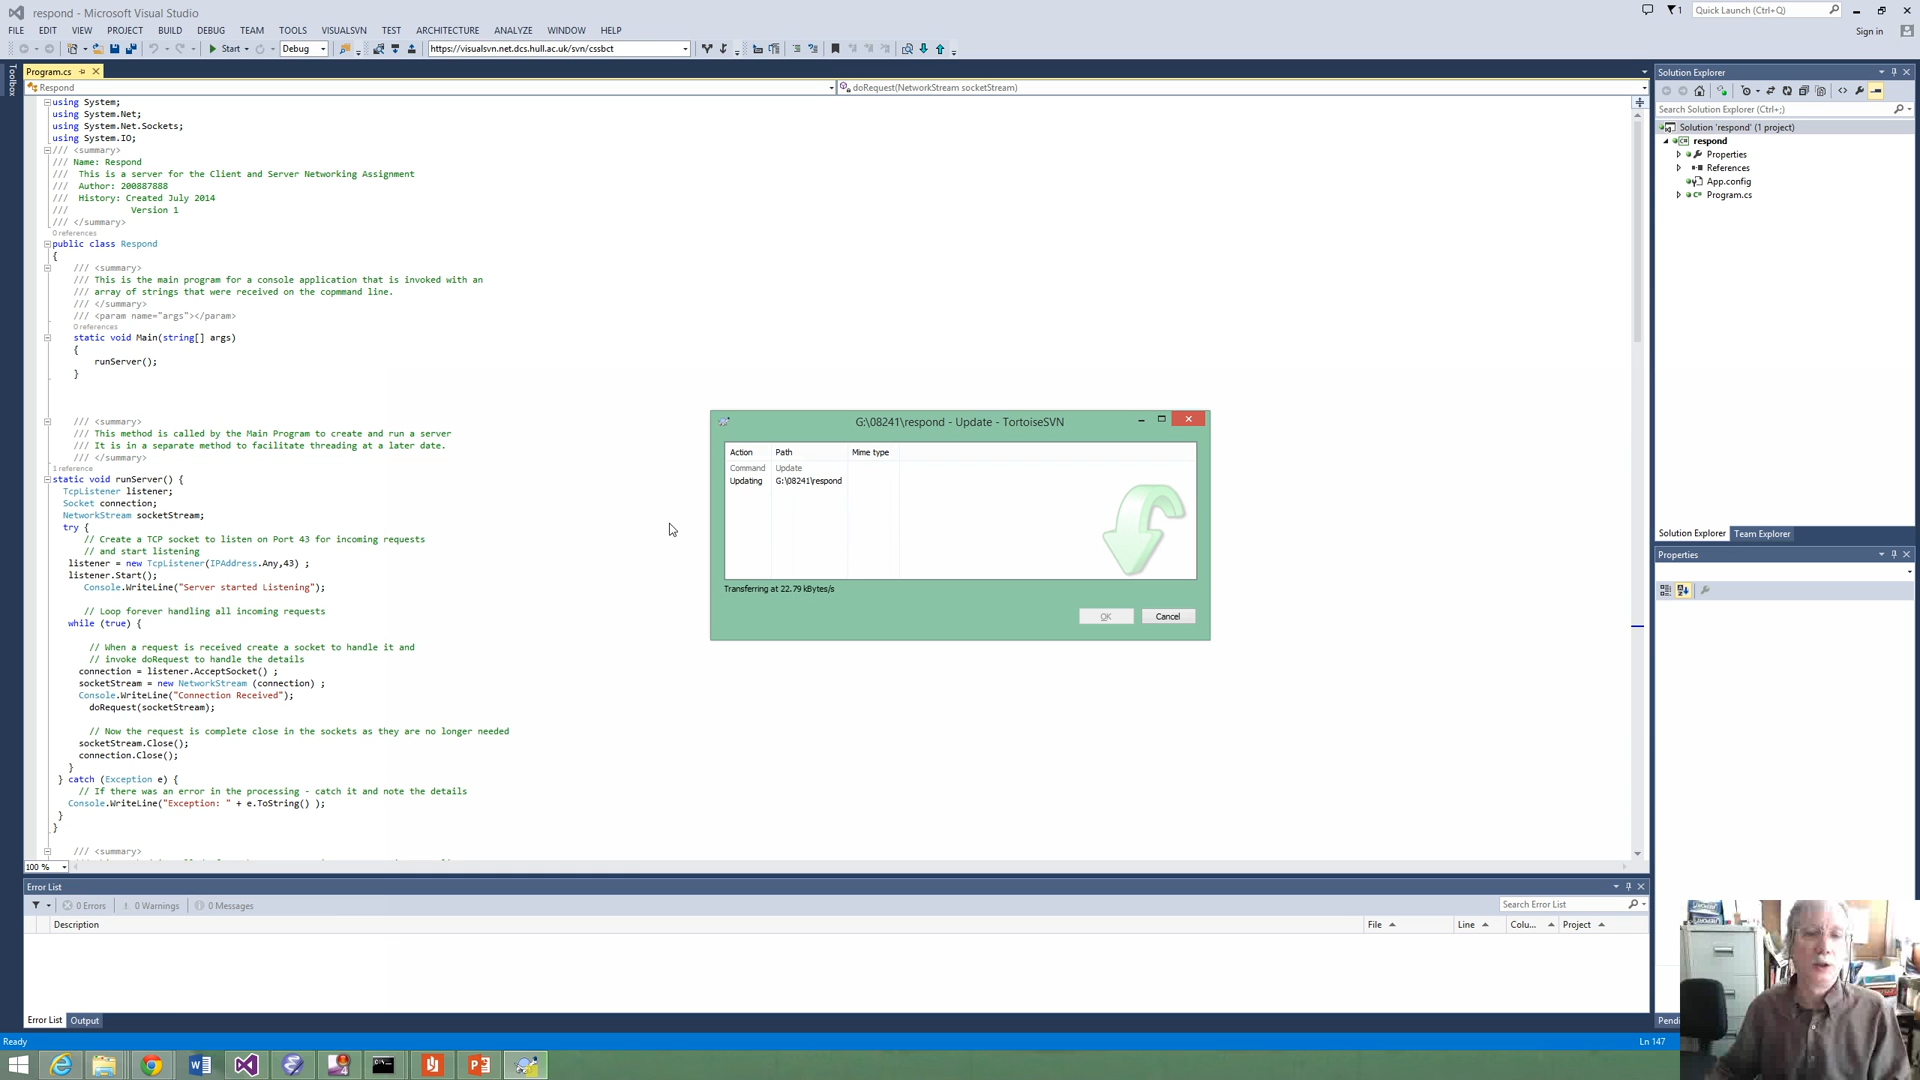 respond - Microsoft Visual Studio
Quick Launch (Ctrl+Q)
1
FILE EDIT VIEW PROJECT BUILD DEBUG TEAM TOOLS VISUALSVN TEST ARCHITECTURE ANALYZE WINDOW HELP
Sign in
Start Debug https://visualsvn.net.dcs.hull.ac.uk/svn/cssbct
Toolbox
Program.cs
Respond
doRequest(NetworkStream socketStream)
using System;
using System.Net;
using System.Net.Sockets;
using System.IO;
/// <summary>
/// Name: Respond
/// This is a server for the Client and Server Networking Assignment
/// Author: 200887888
/// History: Created July 2014
/// Version 1
/// </summary>
0 references
public class Respond
{
/// <summary>
/// This is the main program for a console application that is invoked with an
/// array of strings that were received on the copmmand line.
/// </summary>
/// <param name="args"></param>
0 references
static void Main(string[] args)
{
runServer();
}
/// <summary>
/// This method is called by the Main Program to create and run a server
/// It is in a separate method to facilitate threading at a later date.
/// </summary>
1 reference
static void runServer() {
TcpListener listener;
Socket connection;
NetworkStream socketStream;
try {
// Create a TCP socket to listen on Port 43 for incoming requests
// and start listening
listener = new TcpListener(IPAddress.Any,43) ;
listener.Start();
Console.WriteLine("Server started Listening");
// Loop forever handling all incoming requests
while (true) {
// When a request is received create a socket to handle it and
// invoke doRequest to handle the details
connection = listener.AcceptSocket() ;
socketStream = new NetworkStream (connection) ;
Console.WriteLine("Connection Received");
doRequest(socketStream);
// Now the request is complete close in the sockets as they are no longer needed
socketStream.Close();
connection.Close();
}
} catch (Exception e) {
// If there was an error in the processing - catch it and note the details
Console.WriteLine("Exception: " + e.ToString() );
}
}
/// <summary>
100 %
G:\08241\respond - Update - TortoiseSVN
Action Path Mime type
Command Update
Updating G:\08241\respond
Transferring at 22.79 kBytes/s
OK Cancel
Solution Explorer
Search Solution Explorer (Ctrl+;)
Solution 'respond' (1 project)
respond
Properties
References
App.config
Program.cs
Solution Explorer Team Explorer
Properties
Error List
0 Errors 0 Warnings 0 Messages
Search Error List
Description File Line Colu... Project
Error List Output
Ready
Ln 147